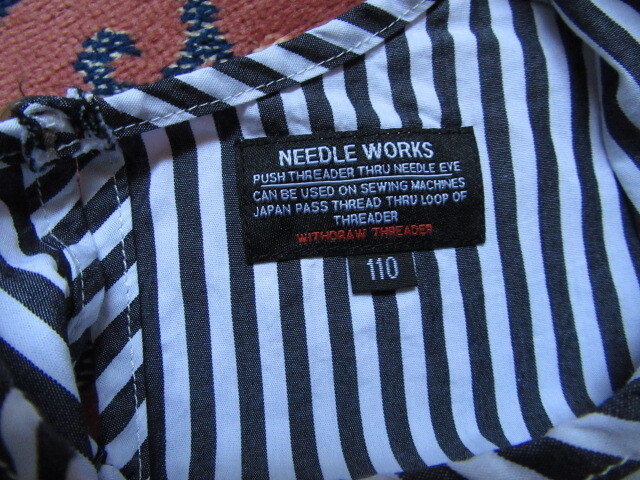 NEEDLE WORKS
PUSH THREADER THRU NEEDLE EYE
CAN BE USED ON SEWING MACHINES
JAPAN PASS THREAD THRU LOOP OF
THREADER
WITHDRAW THREADER
110